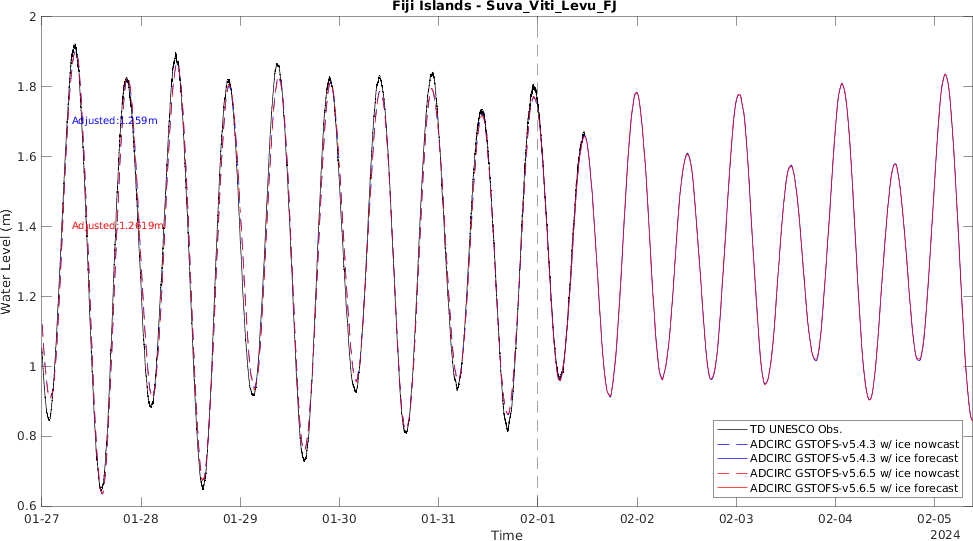 Fiji Islands - Suva_Viti_Levu_FJ
2
1.8
1.6
1.4
1.2
1
0.8
0.6
Water Level (m)
Adjusted:1.259m
Adjusted:1.2619m
TD UNESCO Obs.
ADCIRC GSTOFS-v5.4.3 w/ ice nowcast
ADCIRC GSTOFS-v5.4.3 w/ ice forecast
ADCIRC GSTOFS-v5.6.5 w/ ice nowcast
ADCIRC GSTOFS-v5.6.5 w/ ice forecast
01-27 01-28 01-29 01-30 01-31 02-01 02-02 02-03 02-04 02-05
2024
Time